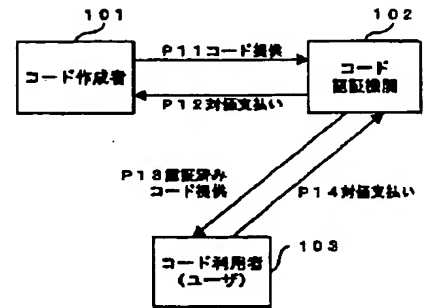 101
102
P11コード提供
コード作成者
コード
認証機関
P12対価支払い
P13認証済み
コード提供
P14対価支払い
103
コード利用者
(ユーザ)